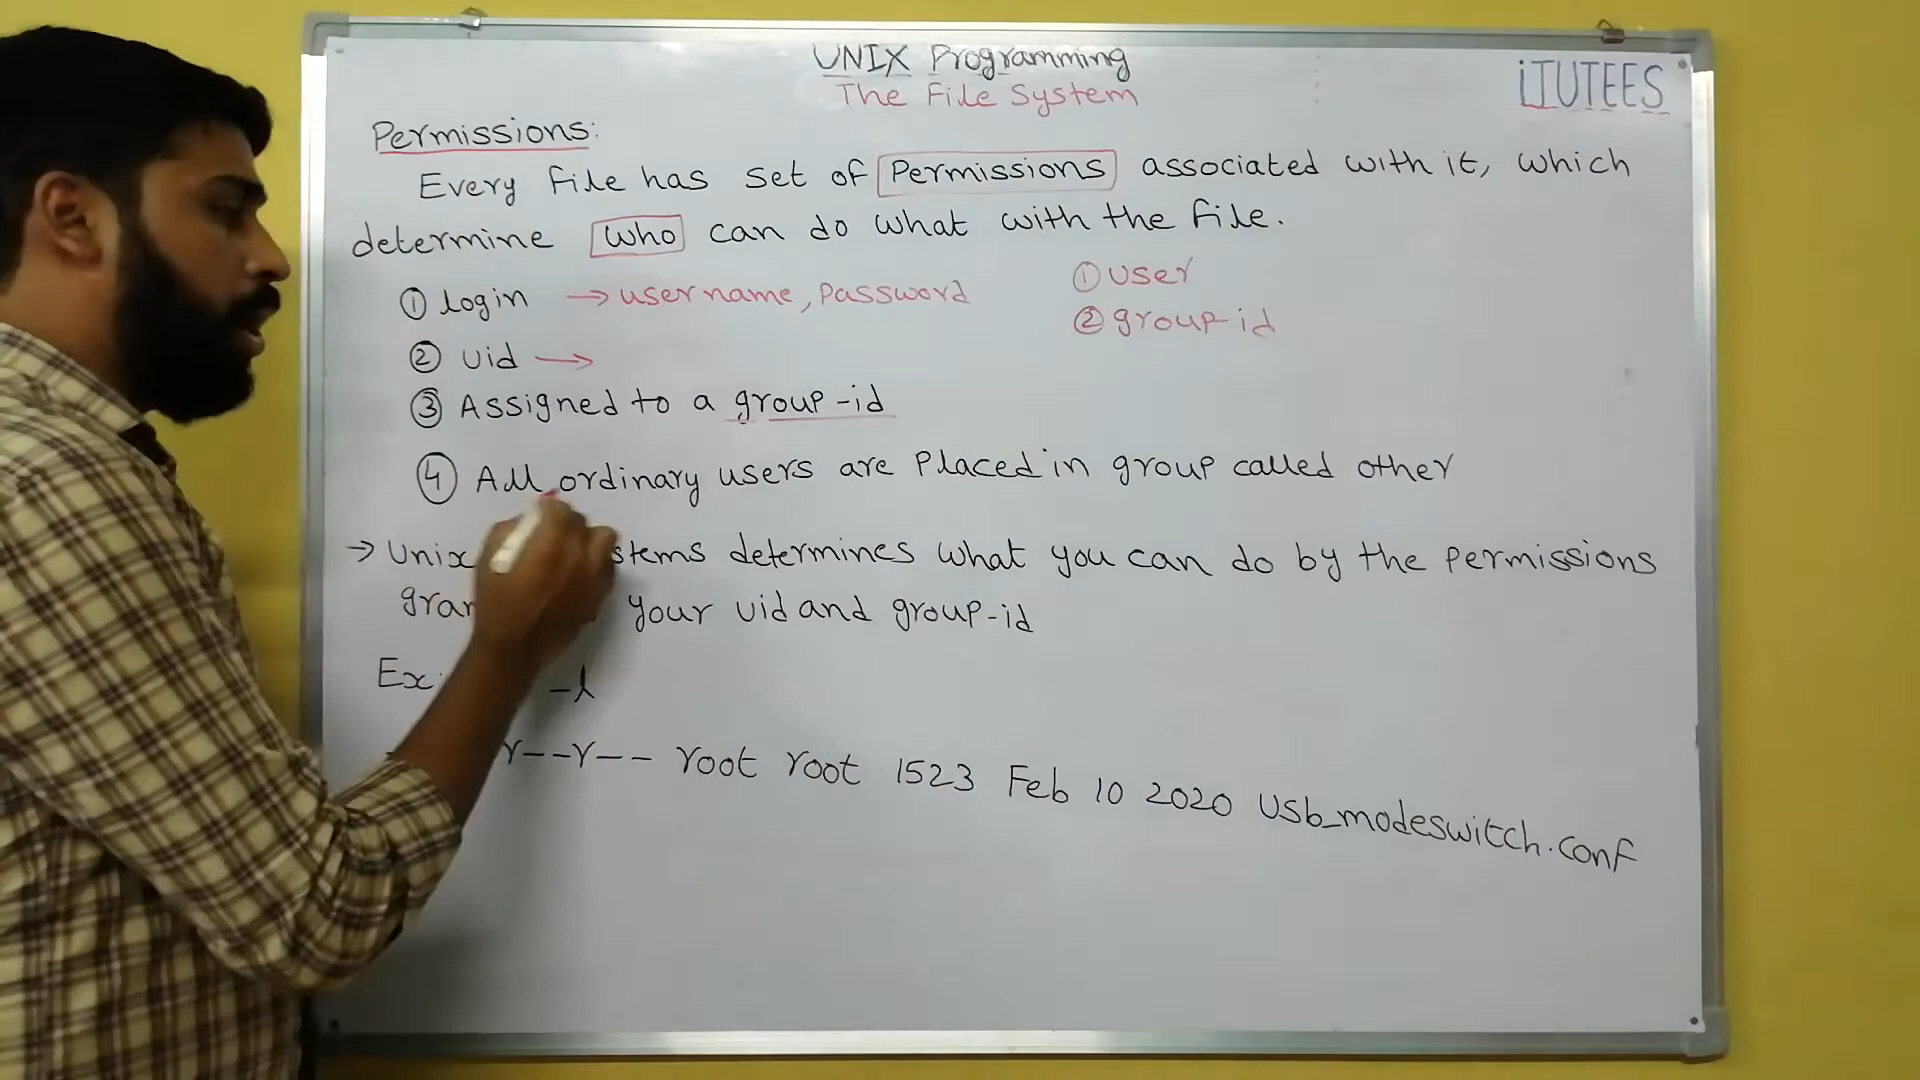 UNIX Programming
The File System
iTUTEES
Permissions:
Every file has set of Permissions associated with it, which
determine who can do what with the file.
① login → username, password
② uid →
③ Assigned to a group-id
④ All ordinary users are placed in group called other
① user
② group id
→ Unix determines what you can do by the permissions
your uid and group-id
Ex: -l
r--r-- root root 1523 Feb 10 2020 usb_modeswitch.conf